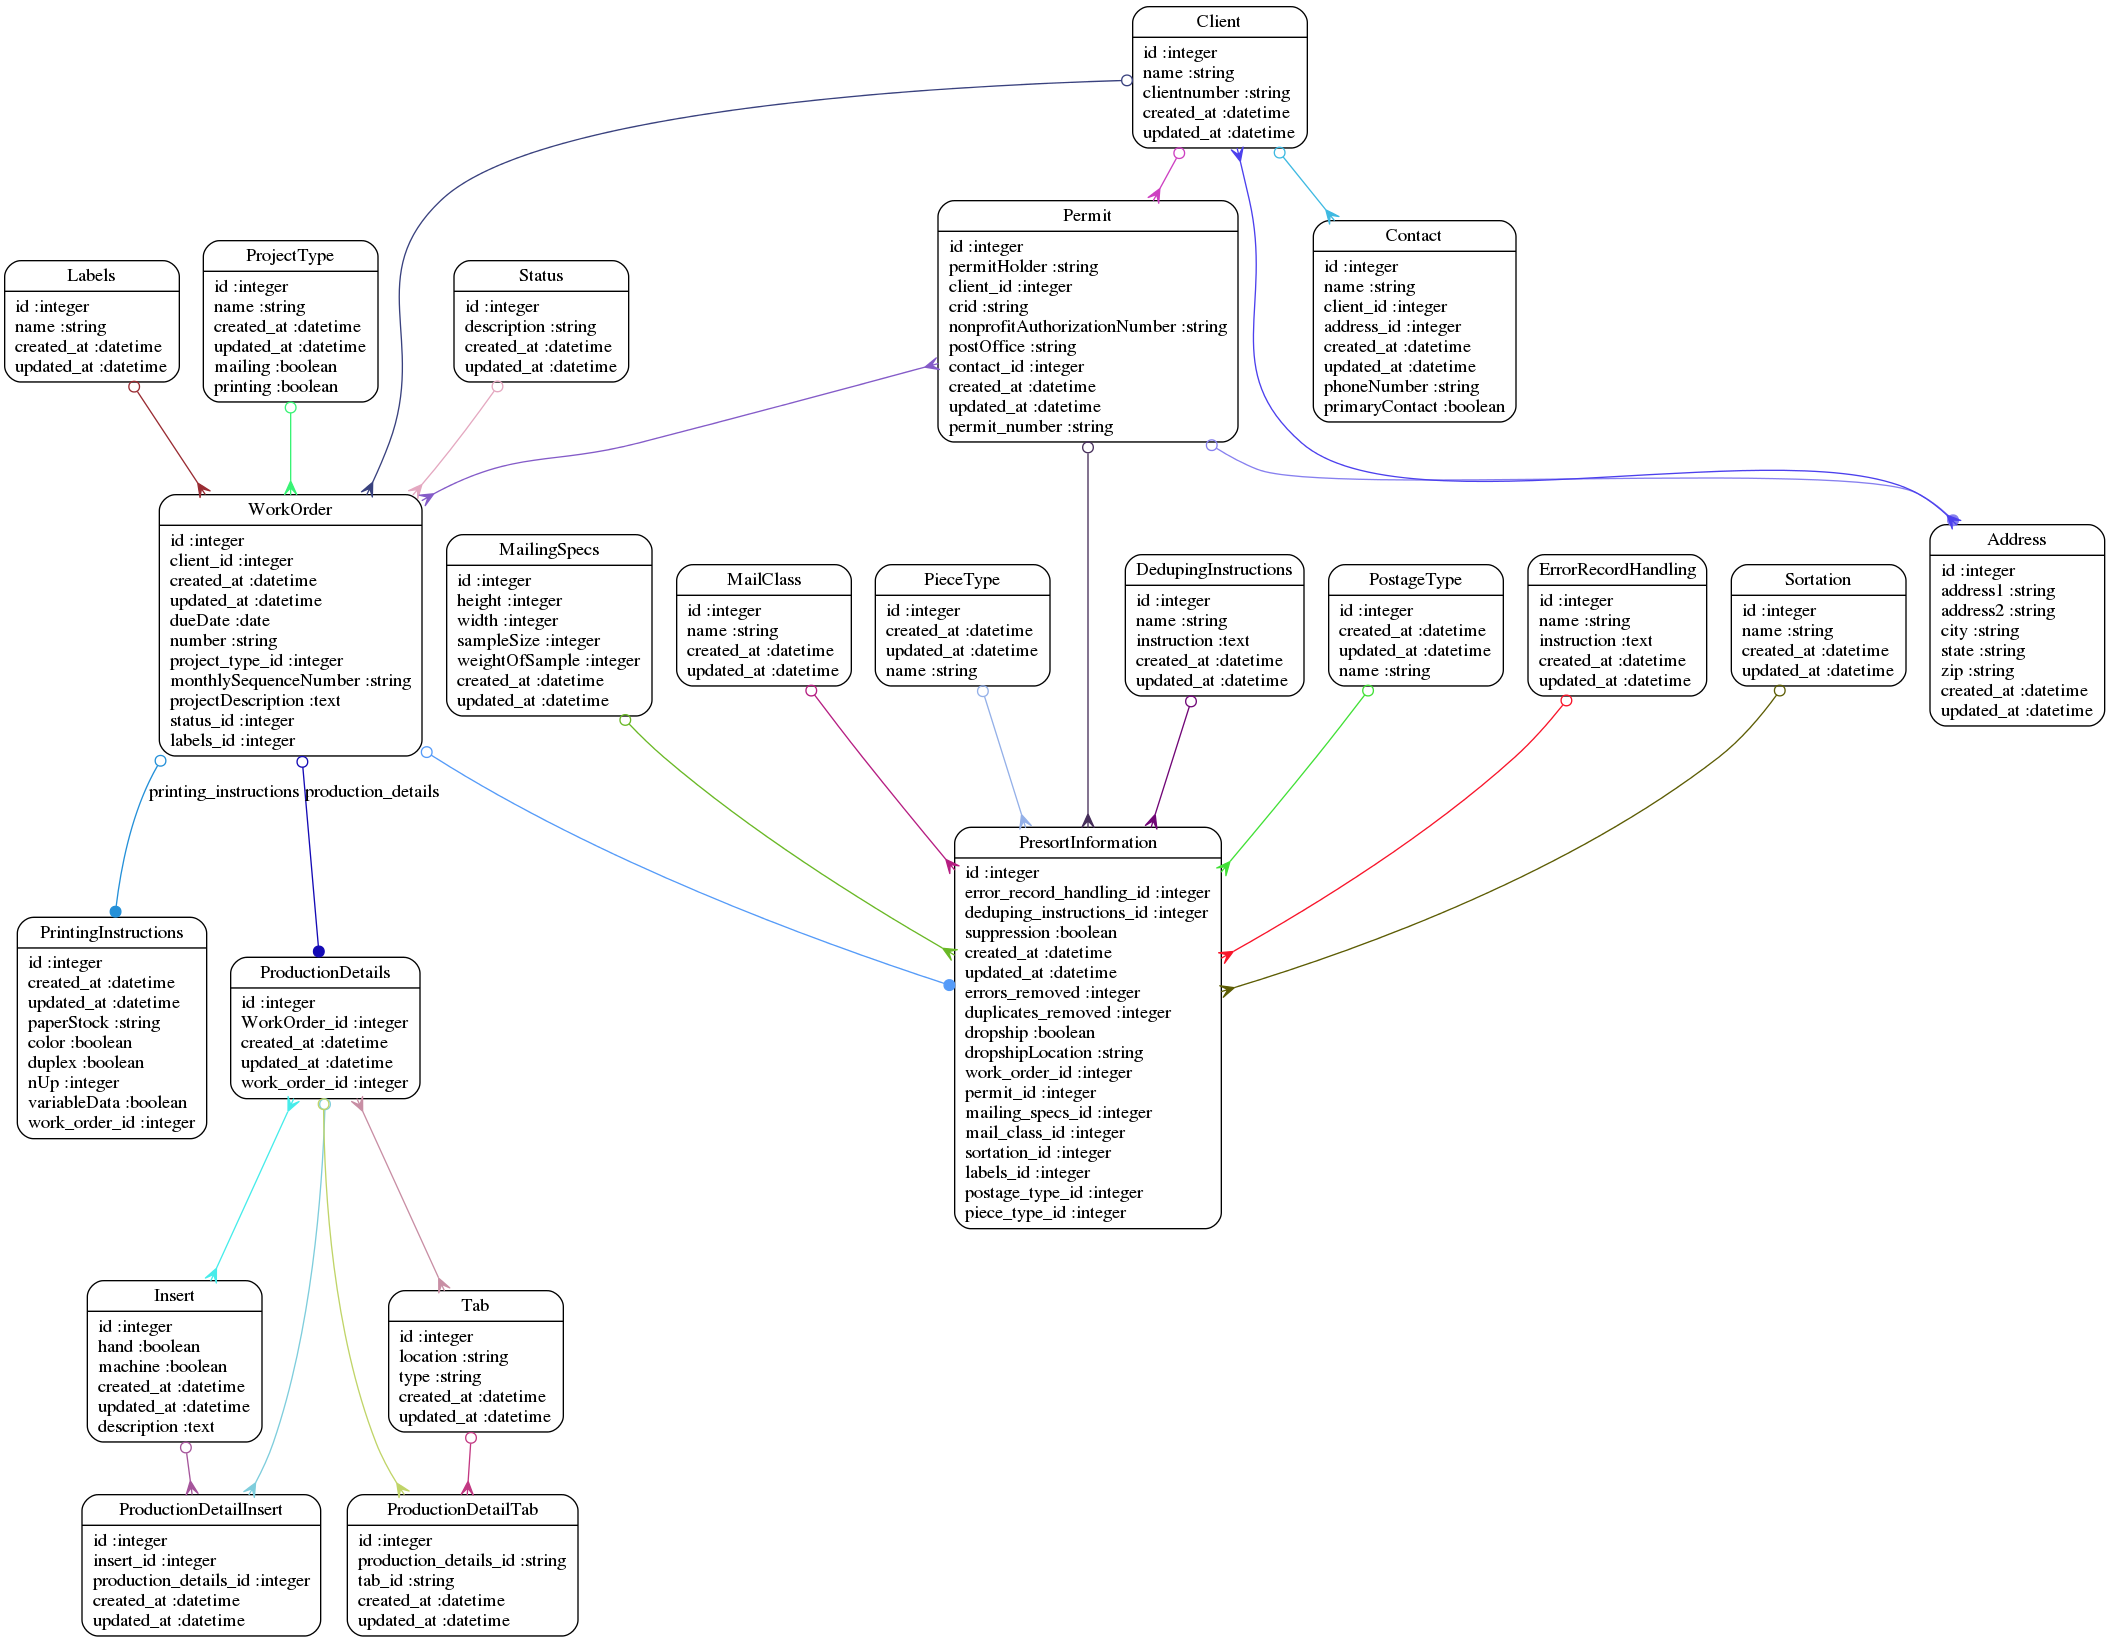 Client
id :integer
name :string
clientnumber :string
created_at :datetime
updated_at :datetime
Permit
id :integer
permitHolder :string
client_id :integer
crid :string
nonprofitAuthorizationNumber :string
postOffice :string
contact_id :integer
created_at :datetime
updated_at :datetime
permit_number :string
Contact
id :integer
name :string
client_id :integer
address_id :integer
created_at :datetime
updated_at :datetime
phoneNumber :string
primaryContact :boolean
Labels
id :integer
name :string
created_at :datetime
updated_at :datetime
ProjectType
id :integer
name :string
created_at :datetime
updated_at :datetime
mailing :boolean
printing :boolean
Status
id :integer
description :string
created_at :datetime
updated_at :datetime
WorkOrder
id :integer
client_id :integer
created_at :datetime
updated_at :datetime
dueDate :date
number :string
project_type_id :integer
monthlySequenceNumber :string
projectDescription :text
status_id :integer
labels_id :integer
MailingSpecs
id :integer
height :integer
width :integer
sampleSize :integer
weightOfSample :integer
created_at :datetime
updated_at :datetime
MailClass
id :integer
name :string
created_at :datetime
updated_at :datetime
PieceType
id :integer
created_at :datetime
updated_at :datetime
name :string
DedupingInstructions
id :integer
name :string
instruction :text
created_at :datetime
updated_at :datetime
PostageType
id :integer
created_at :datetime
updated_at :datetime
name :string
ErrorRecordHandling
id :integer
name :string
instruction :text
created_at :datetime
updated_at :datetime
Sortation
id :integer
name :string
created_at :datetime
updated_at :datetime
Address
id :integer
address1 :string
address2 :string
city :string
state :string
zip :string
created_at :datetime
updated_at :datetime
printing_instructions
production_details
PresortInformation
id :integer
error_record_handling_id :integer
deduping_instructions_id :integer
suppression :boolean
created_at :datetime
updated_at :datetime
errors_removed :integer
duplicates_removed :integer
dropship :boolean
dropshipLocation :string
work_order_id :integer
permit_id :integer
mailing_specs_id :integer
mail_class_id :integer
sortation_id :integer
labels_id :integer
postage_type_id :integer
piece_type_id :integer
PrintingInstructions
id :integer
created_at :datetime
updated_at :datetime
paperStock :string
color :boolean
duplex :boolean
nUp :integer
variableData :boolean
work_order_id :integer
ProductionDetails
id :integer
WorkOrder_id :integer
created_at :datetime
updated_at :datetime
work_order_id :integer
Insert
id :integer
hand :boolean
machine :boolean
created_at :datetime
updated_at :datetime
description :text
Tab
id :integer
location :string
type :string
created_at :datetime
updated_at :datetime
ProductionDetailInsert
id :integer
insert_id :integer
production_details_id :integer
created_at :datetime
updated_at :datetime
ProductionDetailTab
id :integer
production_details_id :string
tab_id :string
created_at :datetime
updated_at :datetime